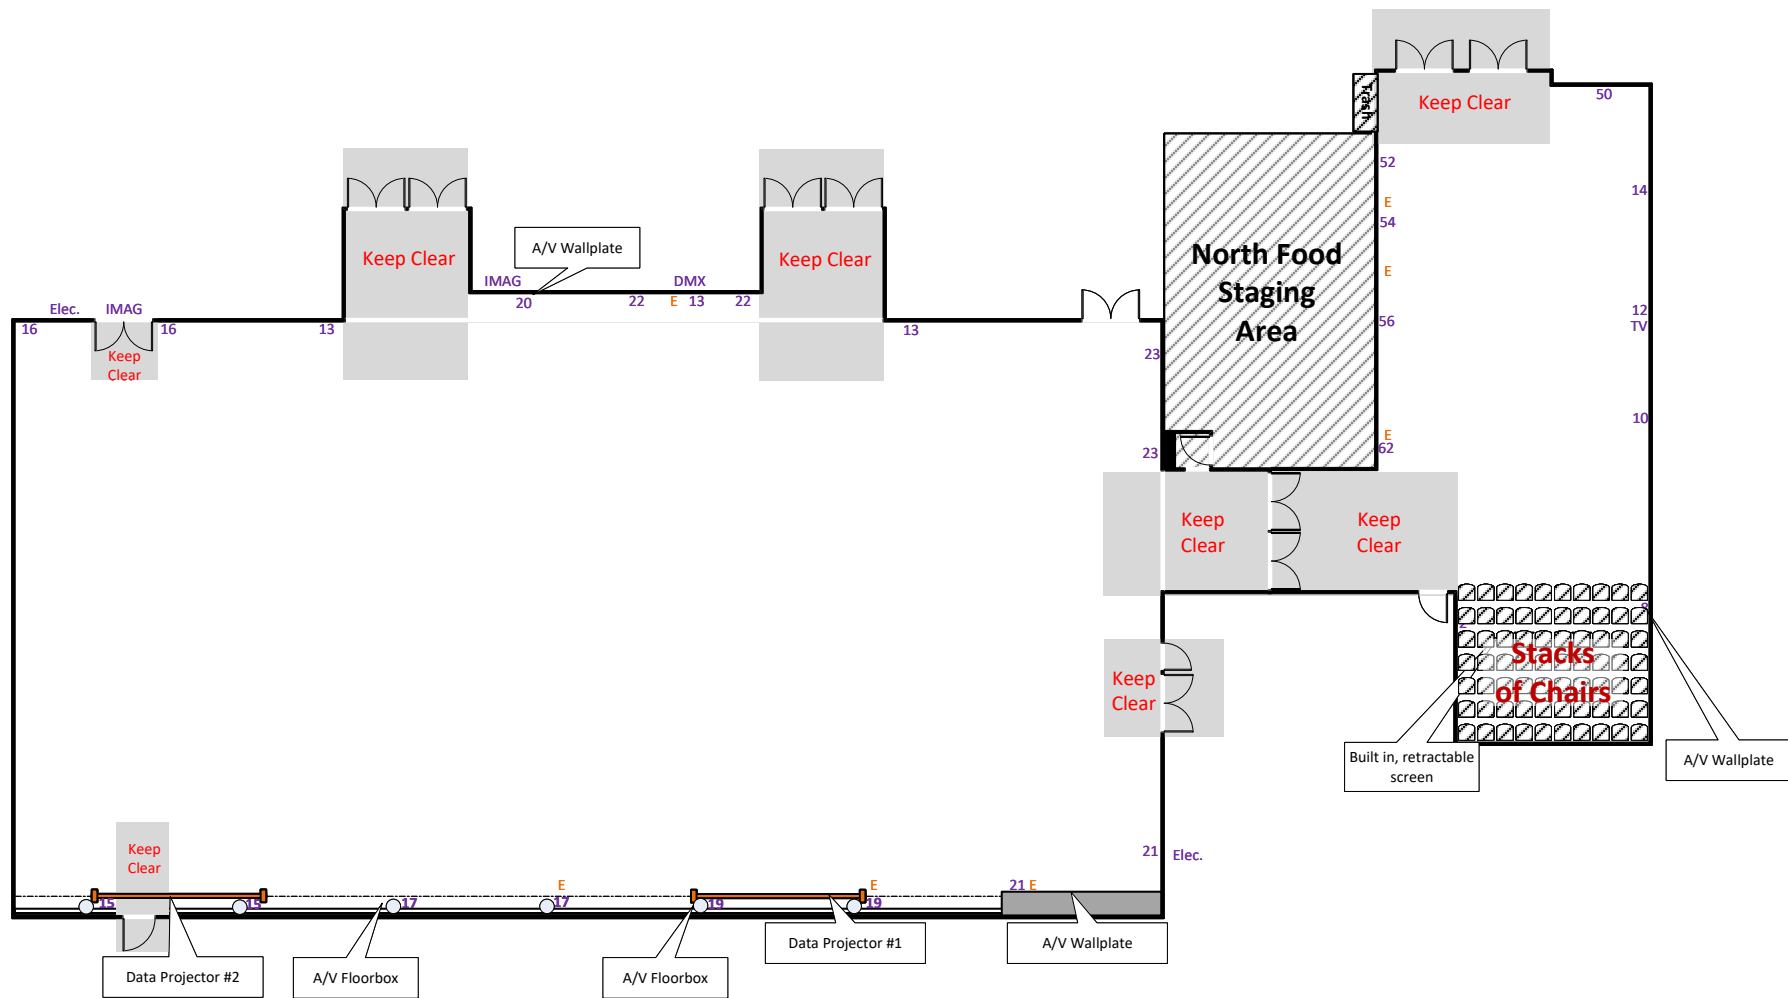 Keep Clear
50
Trash
52
14
E
54
North Food
Staging
Area
Keep Clear
A/V Wallplate
Keep Clear
E
IMAG
DMX
20
22
E
13
22
Elec.
IMAG
16
16
13
13
56
12
TV
Keep
Clear
23
10
E
62
23
Keep
Clear
Keep
Clear
8
2
Stacks
of Chairs
Keep
Clear
Built in, retractable
screen
A/V Wallplate
Keep
Clear
21
Elec.
E
E
21
E
15
15
17
17
19
19
Data Projector #2
A/V Floorbox
A/V Floorbox
Data Projector #1
A/V Wallplate